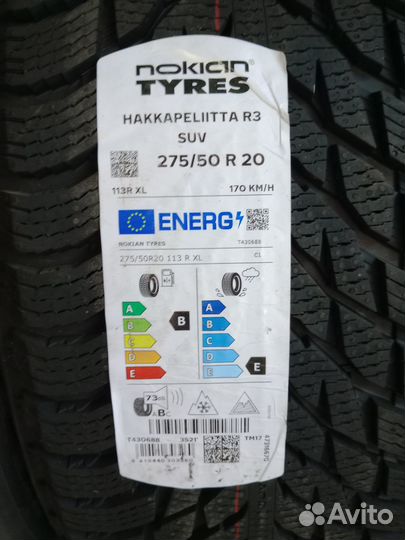 nokian
TYRES
HAKKAPELIITTA R3
SUV
275/50 R 20
113R XL 170 KM/H
ENERG
NOKIAN TYRES T430688
275/50R20 113 R XL C1
A A
B B B
C C
D D
E E E
73dB
ABC
T430688 3521 TM17
Avito